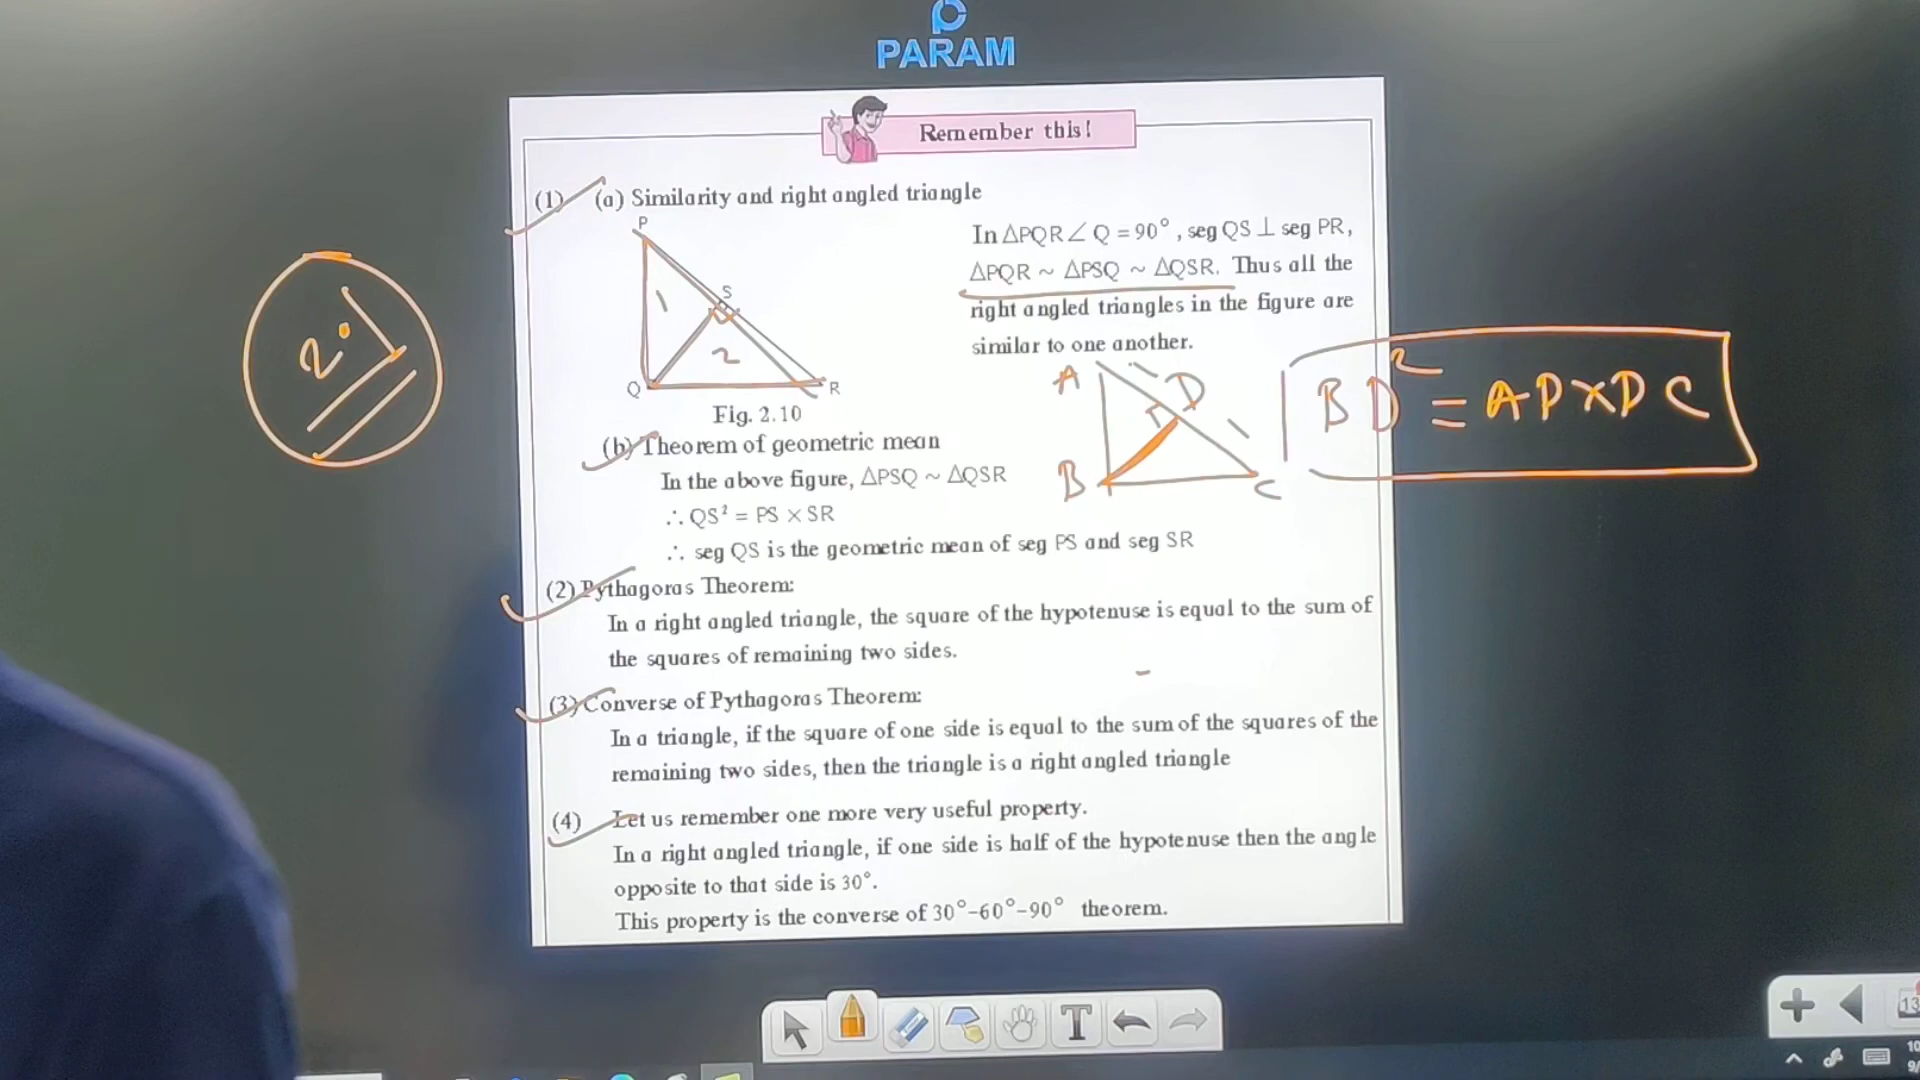 PARAM
Remember this!
(1) (a) Similarity and right angled triangle
P
S
Q
R
1
2
Fig. 2.10
In △PQR ∠ Q = 90°, seg QS ⊥ seg PR,
△PQR ~ △PSQ ~ △QSR. Thus all the
right angled triangles in the figure are
similar to one another.
2.1
A
D
B
C
BD² = AD × DC
(b) Theorem of geometric mean
In the above figure, △PSQ ~ △QSR
∴ QS² = PS × SR
∴ seg QS is the geometric mean of seg PS and seg SR
(2) Pythagoras Theorem:
In a right angled triangle, the square of the hypotenuse is equal to the sum of
the squares of remaining two sides.
(3) Converse of Pythagoras Theorem:
In a triangle, if the square of one side is equal to the sum of the squares of the
remaining two sides, then the triangle is a right angled triangle
(4) Let us remember one more very useful property.
In a right angled triangle, if one side is half of the hypotenuse then the angle
opposite to that side is 30°.
This property is the converse of 30°–60°–90° theorem.
T
13